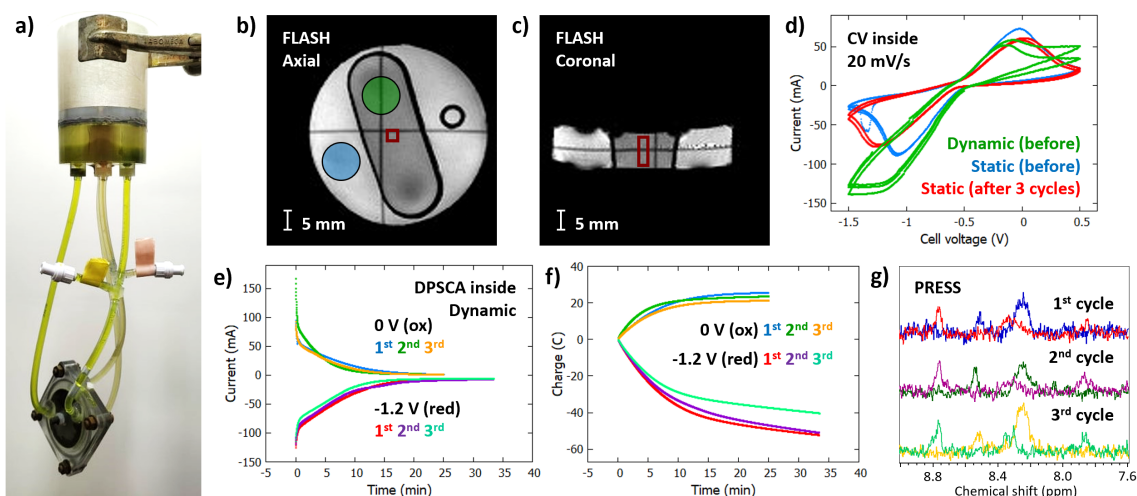 a)
b)
FLASH
Axial
5 mm
c)
FLASH
Coronal
5 mm
d)
CV inside
20 mV/s
Current (mA)
50
0
-50
-100
-150
Dynamic (before)
Static (before)
Static (after 3 cycles)
-1.5 -1 -0.5 0 0.5
Cell voltage (V)
e)
DPSCA inside
Dynamic
0 V (ox)
1st 2nd 3rd
-1.2 V (red)
1st 2nd 3rd
Current (mA)
150
100
50
0
-50
-100
-150
-5 0 5 10 15 20 25 30 35 40
Time (min)
f)
0 V (ox) 1st 2nd 3rd
-1.2 V (red) 1st 2nd 3rd
Charge (C)
40
20
0
-20
-40
-60
-5 0 5 10 15 20 25 30 35 40
Time (min)
g)
PRESS
1st cycle
2nd cycle
3rd cycle
8.8 8.4 8.2 8.0 7.6
Chemical shift (ppm)